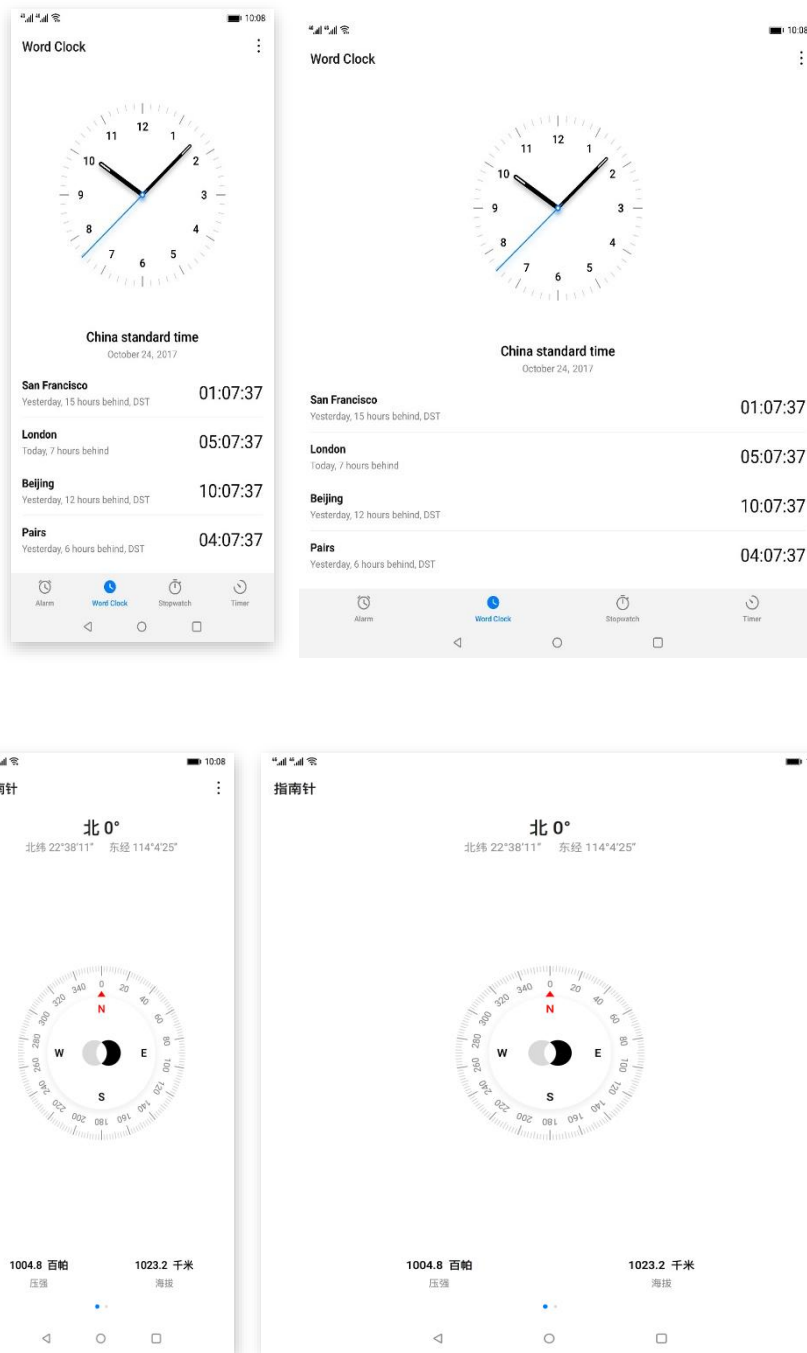 10:08
Word Clock
12
11
1
10
2
9
3
8
4
7
5
6
China standard time
October 24, 2017
San Francisco
Yesterday, 15 hours behind, DST
01:07:37
London
Today, 7 hours behind
05:07:37
Beijing
Yesterday, 12 hours behind, DST
10:07:37
Pairs
Yesterday, 6 hours behind, DST
04:07:37
Alarm
Word Clock
Stopwatch
Timer
10:08
Word Clock
12
11
1
10
2
9
3
8
4
7
5
6
China standard time
October 24, 2017
San Francisco
Yesterday, 15 hours behind, DST
01:07:37
London
Today, 7 hours behind
05:07:37
Beijing
Yesterday, 12 hours behind, DST
10:07:37
Pairs
Yesterday, 6 hours behind, DST
04:07:37
Alarm
Word Clock
Stopwatch
Timer
10:08
南针
北 0°
北纬 22°38'11" 东经 114°4'25"
0 20 40 60 80 100 120 140 160 180 200 220 240 260 280 300 320 340
N
W
E
S
1004.8 百帕
1023.2 千米
压强
海拔
指南针
北 0°
北纬 22°38'11" 东经 114°4'25"
0 20 40 60 80 100 120 140 160 180 200 220 240 260 280 300 320 340
N
W
E
S
1004.8 百帕
1023.2 千米
压强
海拔